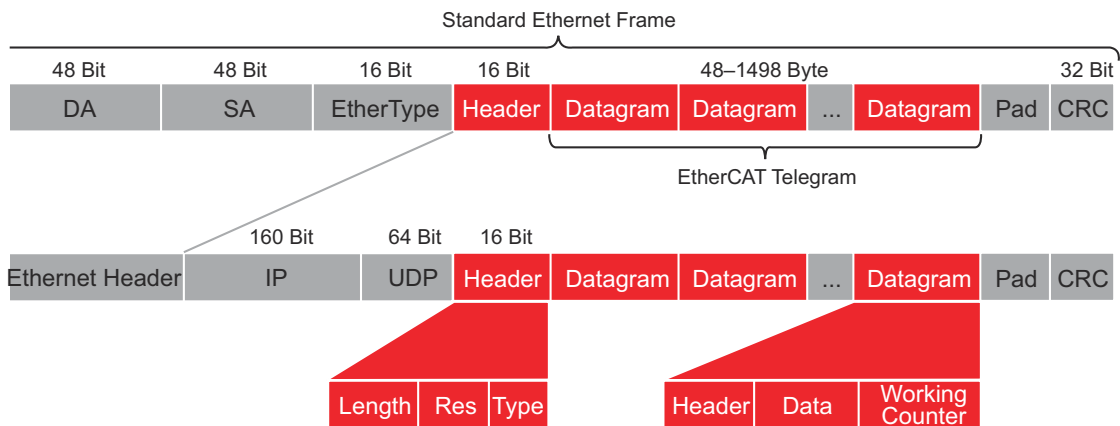 Standard Ethernet Frame
48 Bit 48 Bit 16 Bit 16 Bit 48–1498 Byte 32 Bit
DA SA EtherType Header Datagram Datagram ... Datagram Pad CRC
EtherCAT Telegram
160 Bit 64 Bit 16 Bit
Ethernet Header IP UDP Header Datagram Datagram ... Datagram Pad CRC
Length Res Type Header Data Working
Counter